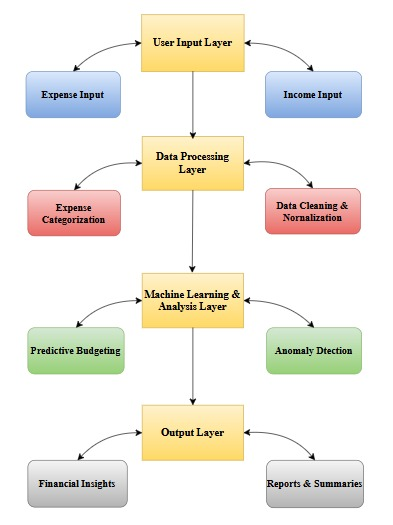 User Input Layer
Expense Input
Income Input
Data Processing
Layer
Expense
Categorization
Data Cleaning &
Nornalization
Machine Learning &
Analysis Layer
Predictive Budgeting
Anomaly Dtection
Output Layer
Financial Insights
Reports & Summaries